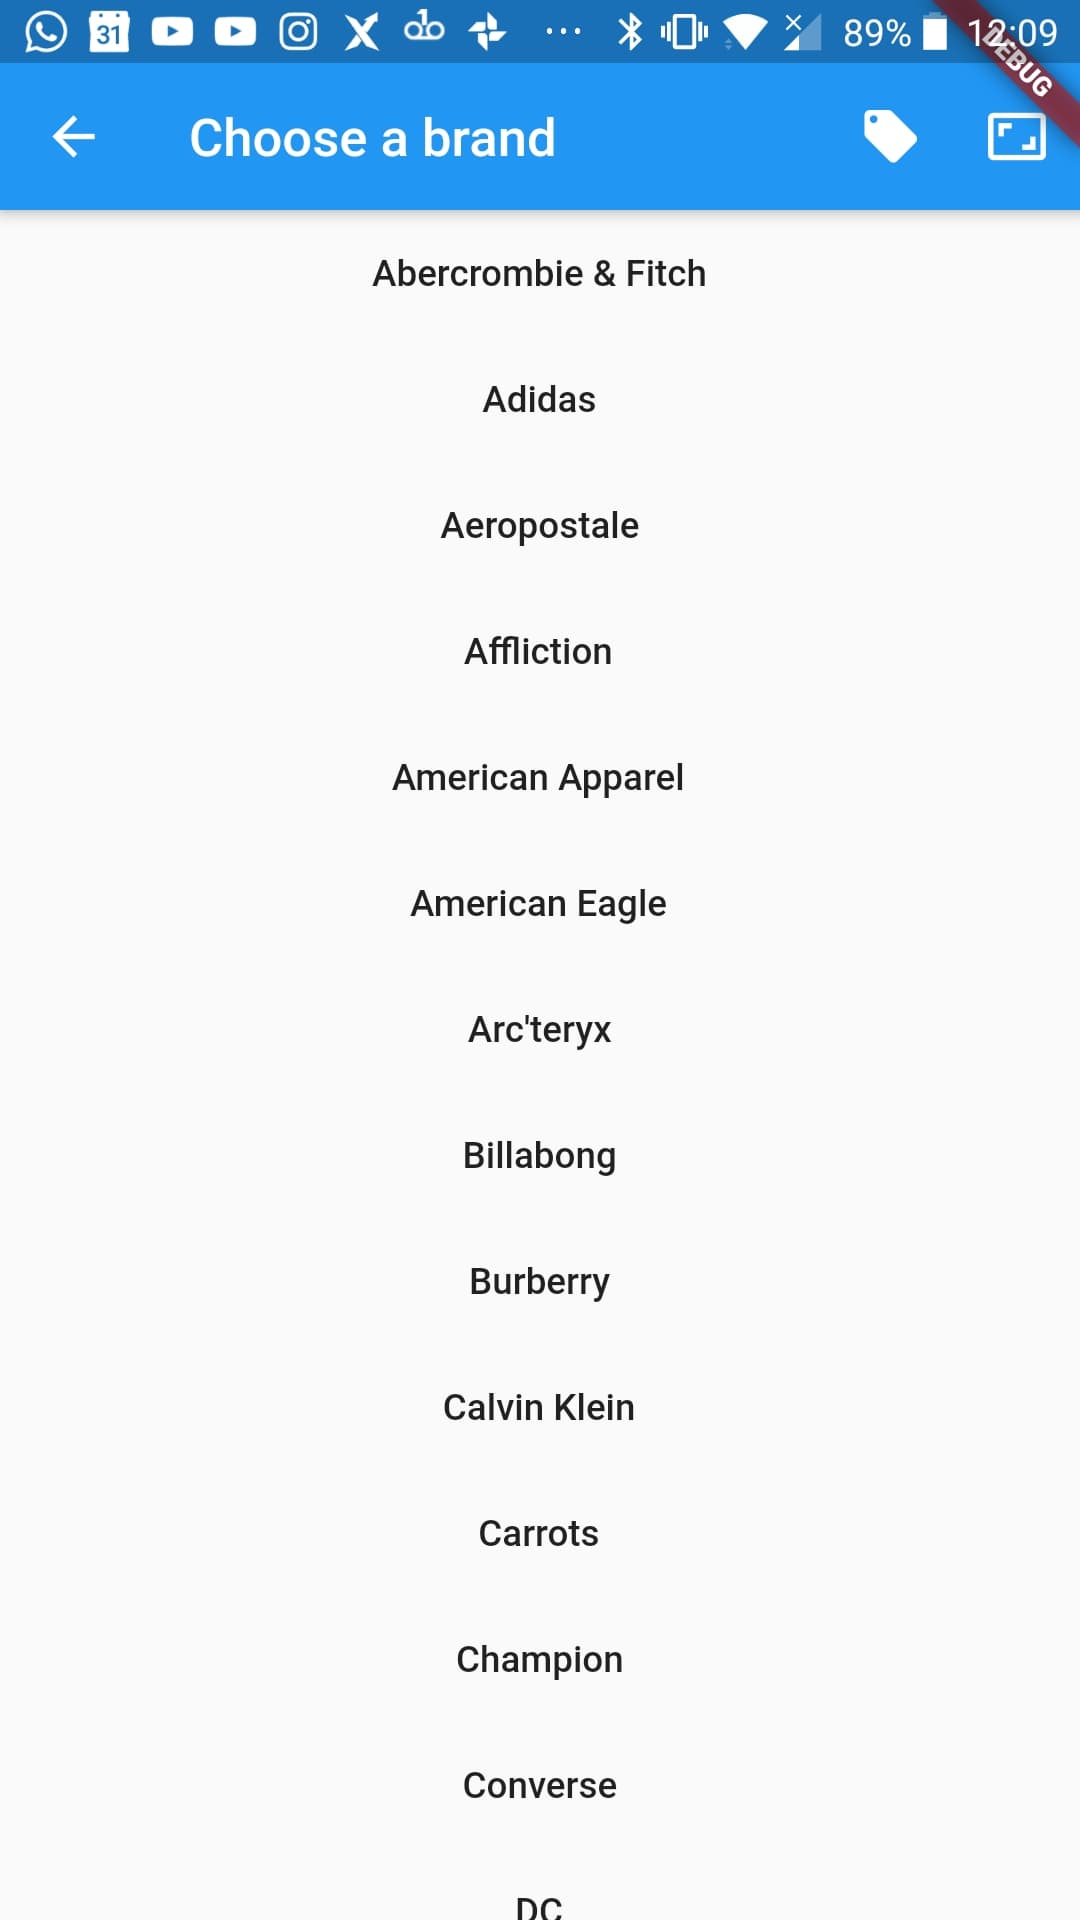 31 89% 12:09
DEBUG
Choose a brand
Abercrombie & Fitch
Adidas
Aeropostale
Affliction
American Apparel
American Eagle
Arc'teryx
Billabong
Burberry
Calvin Klein
Carrots
Champion
Converse
DC